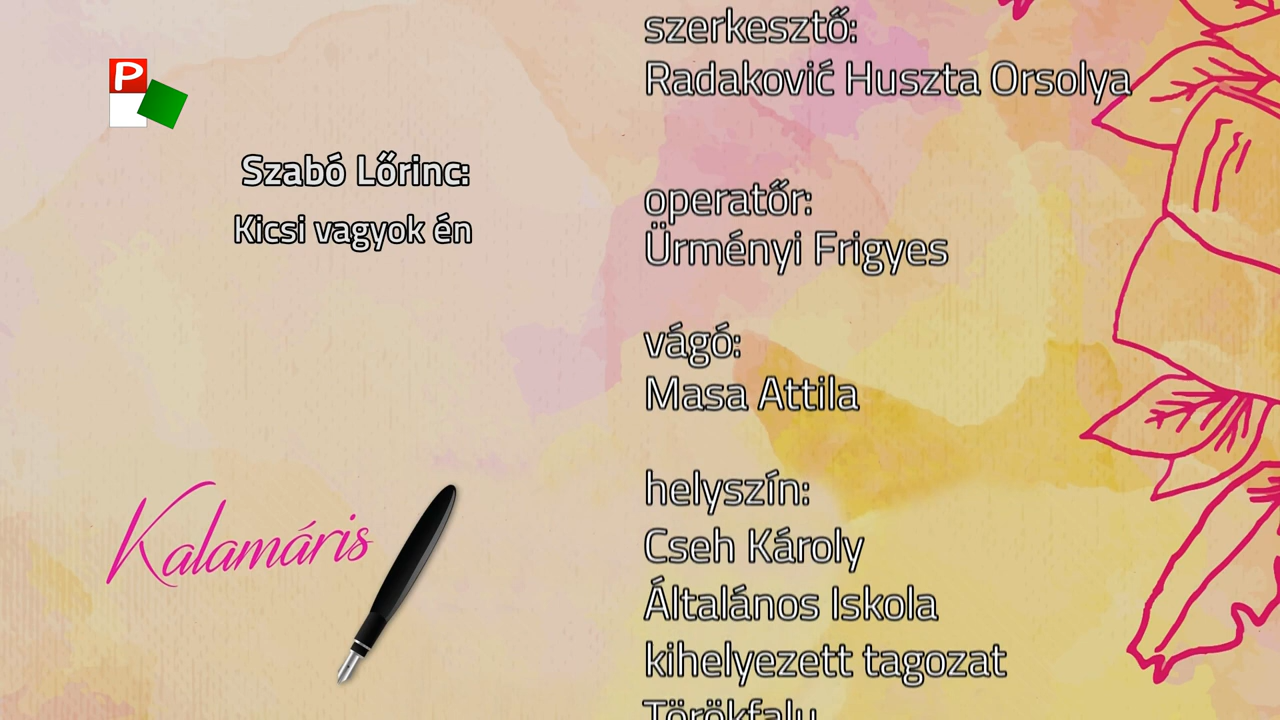 P
Szabó Lőrinc:
Kicsi vagyok én
Kalamáris
szerkesztő:
Radaković Huszta Orsolya
operatőr:
Ürményi Frigyes
vágó:
Masa Attila
helyszín:
Cseh Károly
Általános Iskola
kihelyezett tagozat
Törökfalu